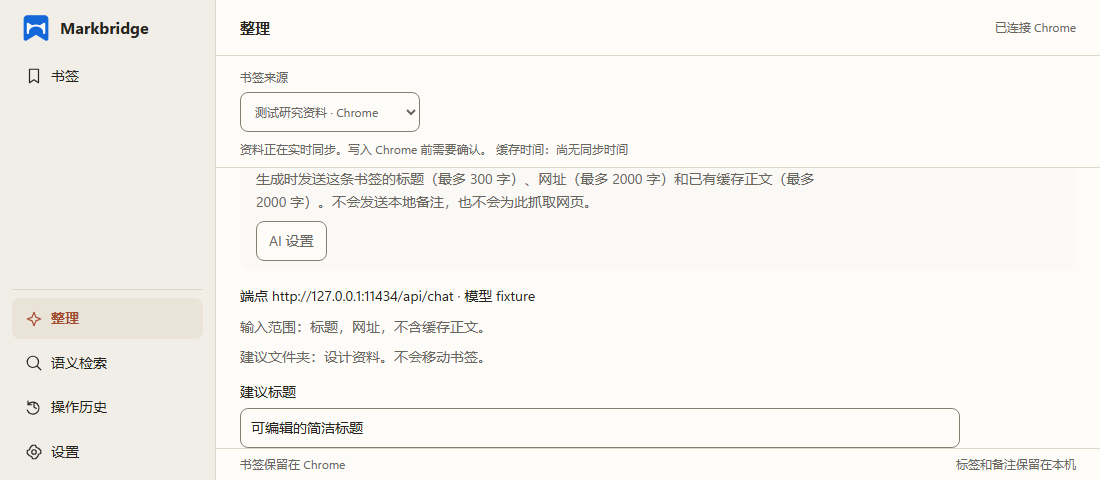 Markbridge
书签
整理
语义检索
操作历史
设置
整理
已连接 Chrome
书签来源
测试研究资料 · Chrome
资料正在实时同步。写入 Chrome 前需要确认。 缓存时间：尚无同步时间
生成时发送这条书签的标题（最多 300 字）、网址（最多 2000 字）和已有缓存正文（最多
2000 字）。不会发送本地备注，也不会为此抓取网页。
AI 设置
端点 http://127.0.0.1:11434/api/chat · 模型 fixture
输入范围：标题，网址，不含缓存正文。
建议文件夹：设计资料。不会移动书签。
建议标题
可编辑的简洁标题
书签保留在 Chrome
标签和备注保留在本机